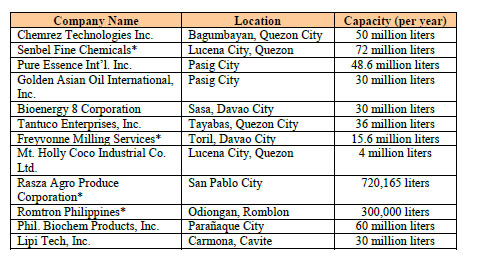 Company Name Location Capacity (per year)
Chemrez Technologies Inc. Bagumbayan, Quezon City 50 million liters
Senbel Fine Chemicals* Lucena City, Quezon 72 million liters
Pure Essence Int'l. Inc. Pasig City 48.6 million liters
Golden Asian Oil International, Pasig City 30 million liters
Inc.
Bioenergy 8 Corporation Sasa, Davao City 30 million liters
Tantuco Enterprises, Inc. Tayabas, Quezon City 36 million liters
Freyvonne Milling Services* Toril, Davao City 15.6 million liters
Mt. Holly Coco Industrial Co. Lucena City, Quezon 4 million liters
Ltd.
Rasza Agro Produce San Pablo City 720,165 liters
Corporation*
Romtron Philippines* Odiongan, Romblon 300,000 liters
Phil. Biochem Products, Inc. Parañaque City 60 million liters
Lipi Tech, Inc. Carmona, Cavite 30 million liters